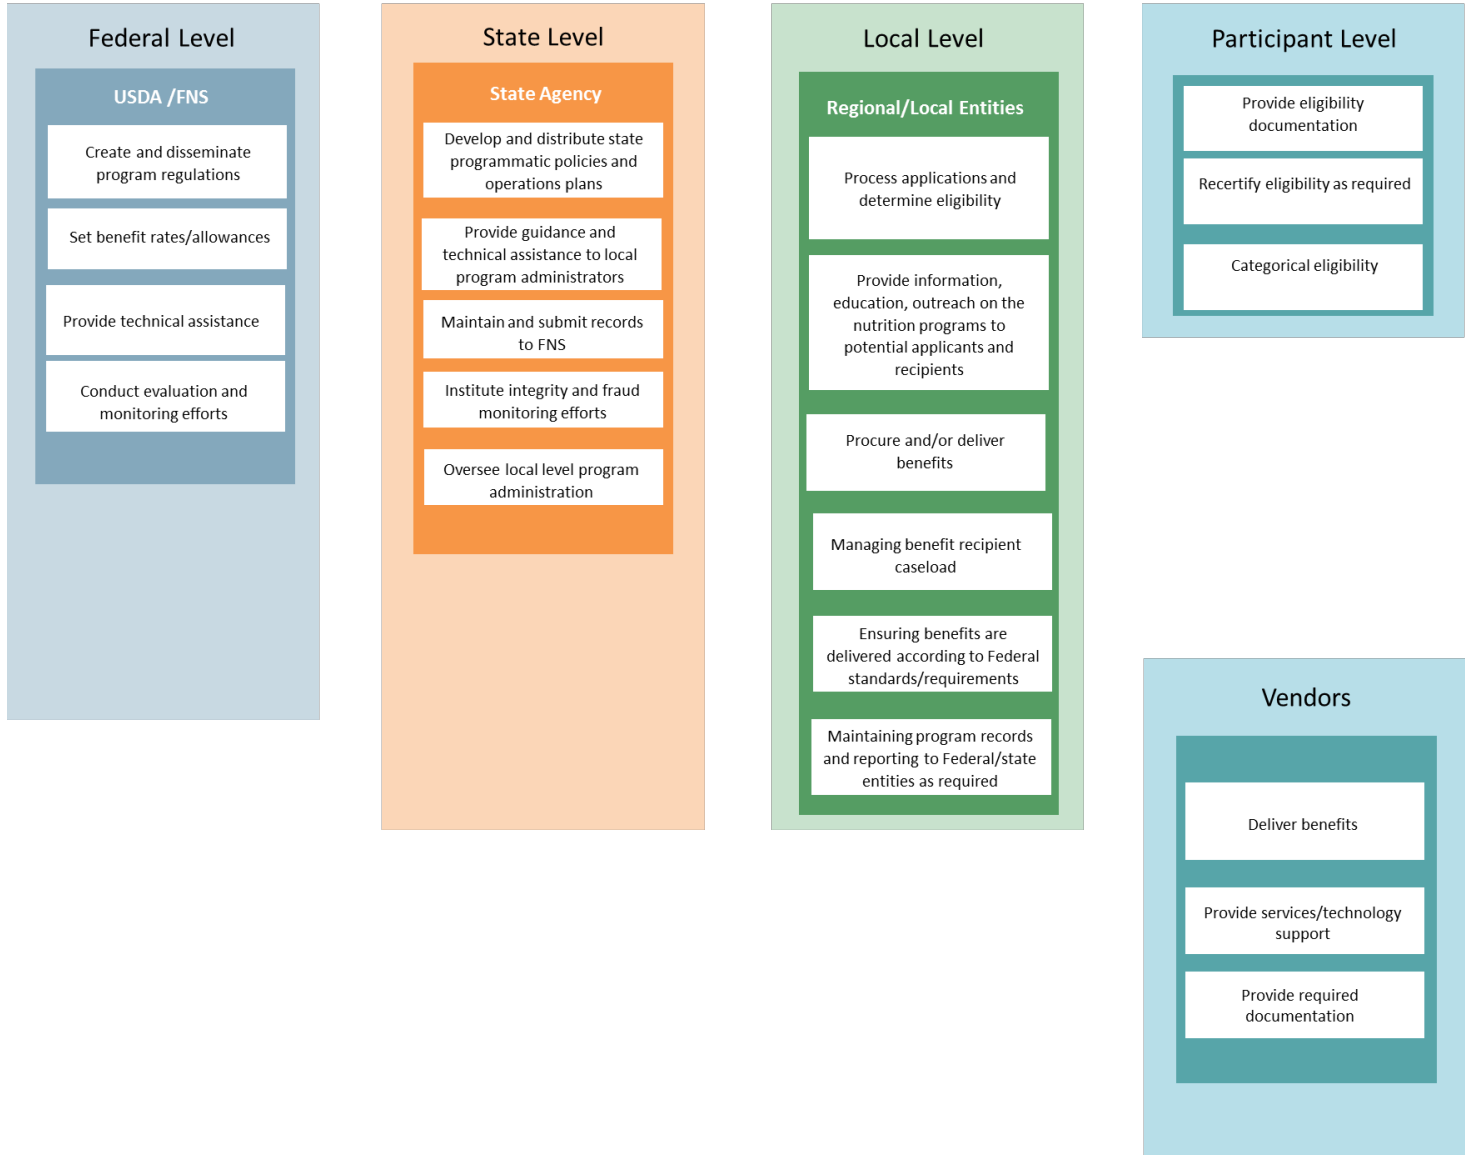 Federal Level
USDA /FNS
Create and disseminate
program regulations
Set benefit rates/allowances
Provide technical assistance
Conduct evaluation and
monitoring efforts
State Level
State Agency
Develop and distribute state
programmatic policies and
operations plans
Provide guidance and
technical assistance to local
program administrators
Maintain and submit records
to FNS
Institute integrity and fraud
monitoring efforts
Oversee local level program
administration
Local Level
Regional/Local Entities
Process applications and
determine eligibility
Provide information,
education, outreach on the
nutrition programs to
potential applicants and
recipients
Procure and/or deliver
benefits
Managing benefit recipient
caseload
Ensuring benefits are
delivered according to Federal
standards/requirements
Maintaining program records
and reporting to Federal/state
entities as required
Participant Level
Provide eligibility
documentation
Recertify eligibility as required
Categorical eligibility
Vendors
Deliver benefits
Provide services/technology
support
Provide required
documentation